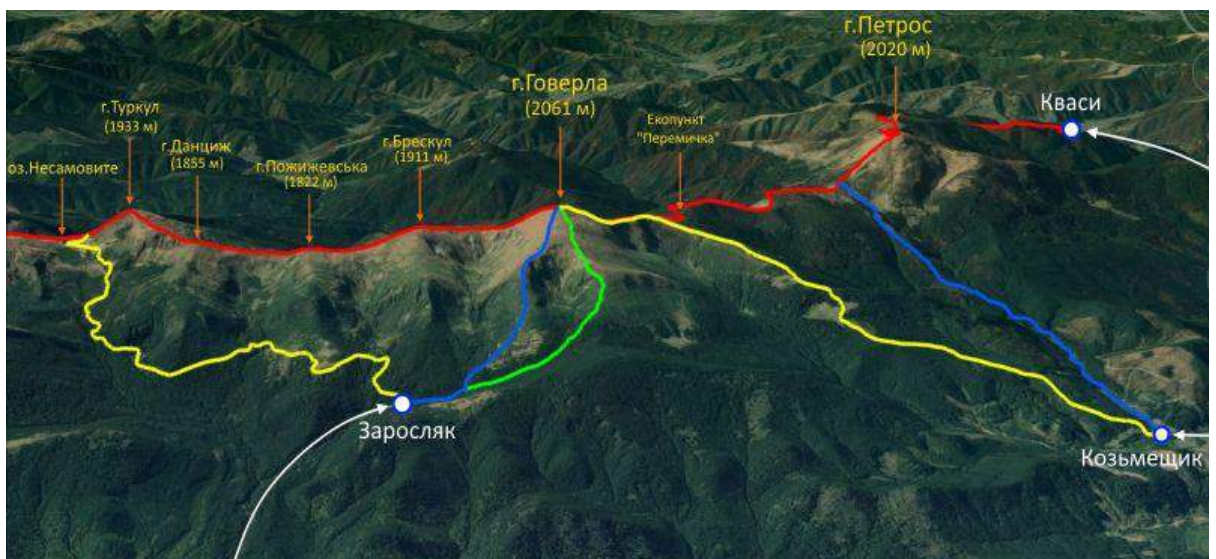 г.Петрос
(2020 м)
г.Говерла
(2061 м)
г.Туркул
(1933 м)
Кваси
Екопункт
"Перемичка"
г.Данциж
(1855 м)
г.Брескул
(1911 м)
оз.Несамовите
г.Пожижевська
(1822 м)
Заросляк
Козьмещик